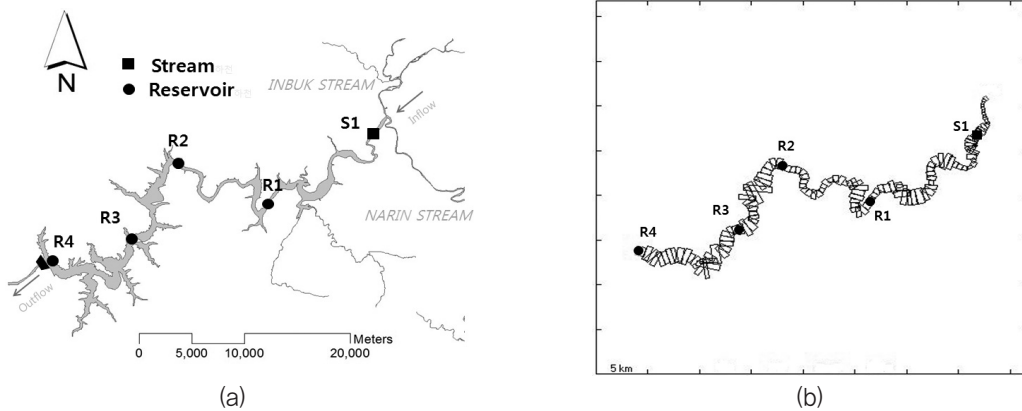 N
Stream
Reservoir
INBUK STREAM
Inflow
S1
R2
R1
NARIN STREAM
R3
R4
Outflow
Meters
0 5,000 10,000 20,000
(a)
S1
R2
R1
R3
R4
5 km
(b)